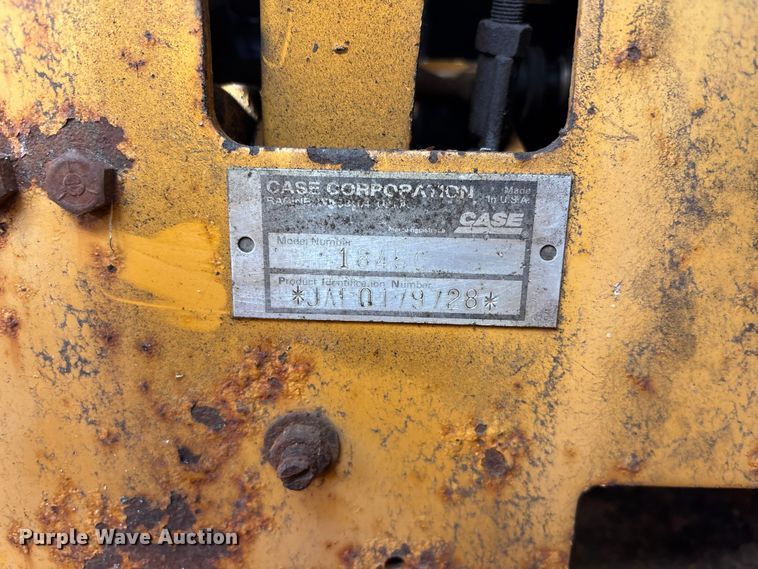 CASE CORPORATION
Made
In U.S.A.
CASE
Model Number
Product Identification Number
*JAF0179728*
Purple Wave Auction